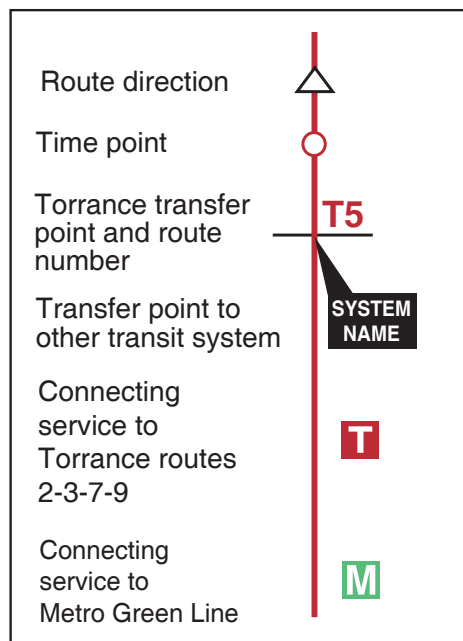 Route direction
Time point
Torrance transfer
point and route
number
T5
Transfer point to
other transit system
SYSTEM
NAME
Connecting
service to
Torrance routes
2-3-7-9
T
Connecting
service to
Metro Green Line
M